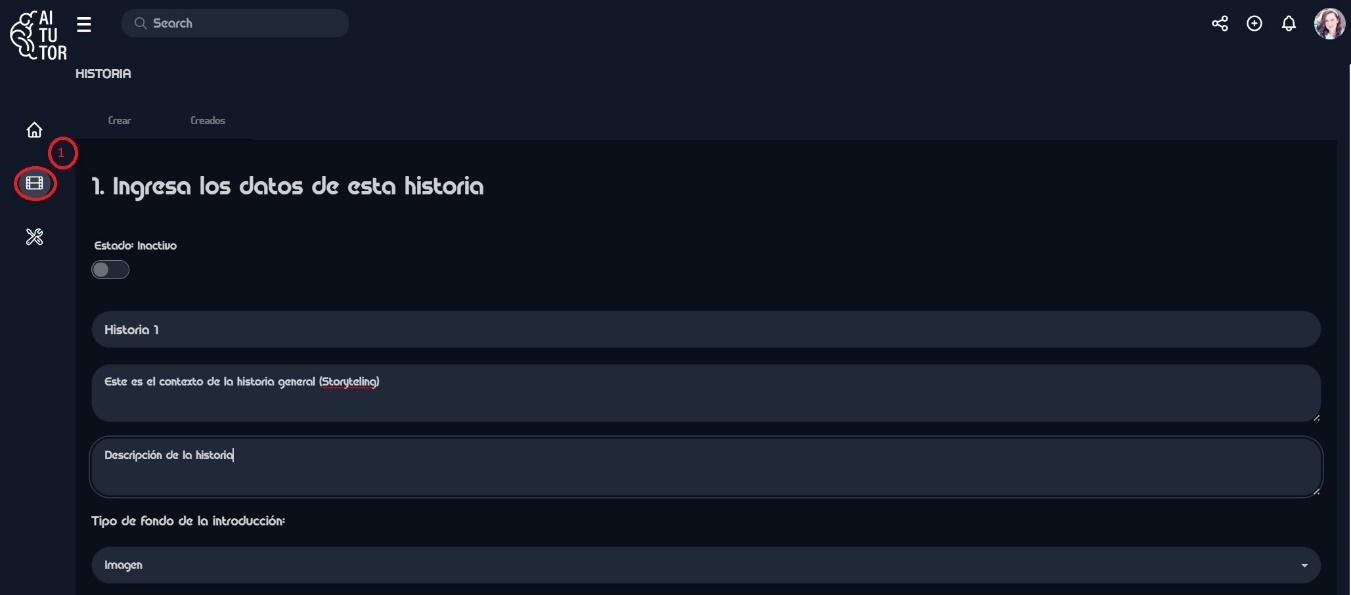 AI
TU
TOR
Search
HISTORIA
Crear
Creados
1
1. Ingresa los datos de esta historia
Estado: Inactivo
Historia 1
Este es el contexto de la historia general (Storyteling)
Descripción de la historia
Tipo de fondo de la introducción:
Imagen